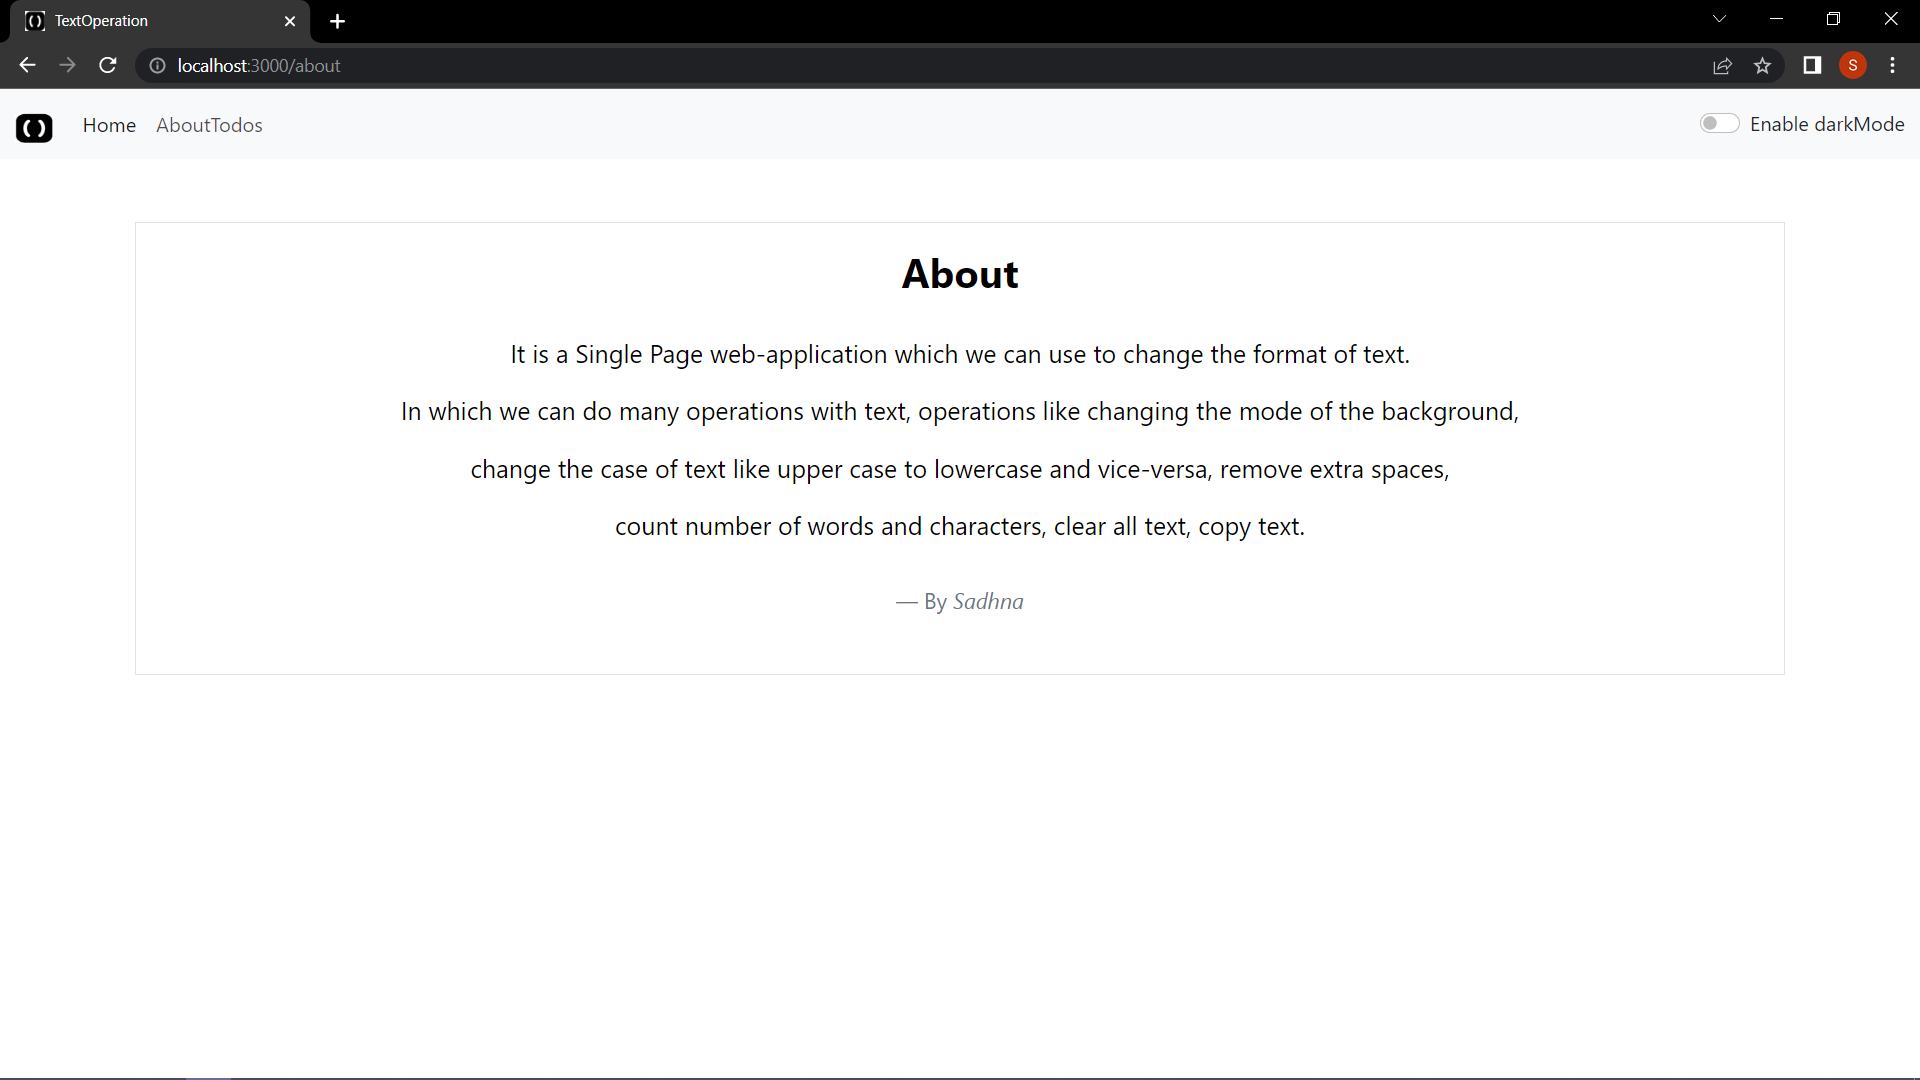 TextOperation
localhost:3000/about
S
( )
Home AboutTodos Enable darkMode
About
It is a Single Page web-application which we can use to change the format of text.
In which we can do many operations with text, operations like changing the mode of the background,
change the case of text like upper case to lowercase and vice-versa, remove extra spaces,
count number of words and characters, clear all text, copy text.
— By Sadhna